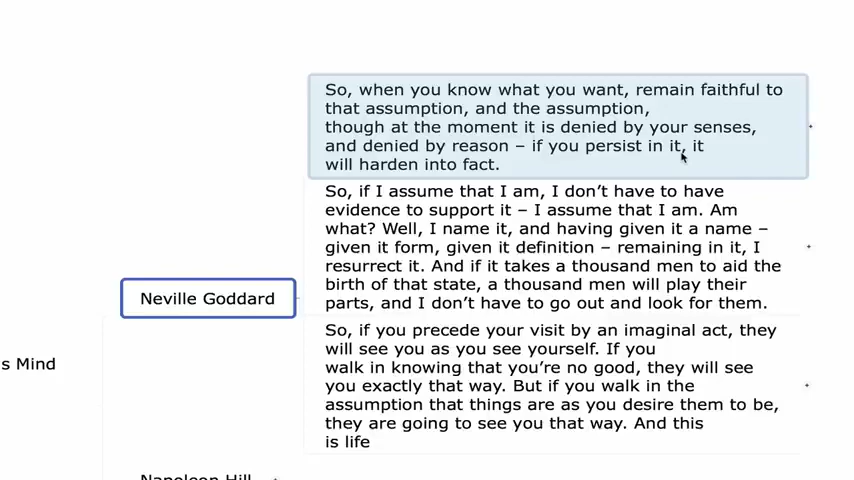 So, when you know what you want, remain faithful to
that assumption, and the assumption,
though at the moment it is denied by your senses,
and denied by reason – if you persist in it, it
will harden into fact.
So, if I assume that I am, I don’t have to have
evidence to support it – I assume that I am. Am
what? Well, I name it, and having given it a name –
given it form, given it definition – remaining in it, I
resurrect it. And if it takes a thousand men to aid the
birth of that state, a thousand men will play their
parts, and I don’t have to go out and look for them.
Neville Goddard
So, if you precede your visit by an imaginal act, they
will see you as you see yourself. If you
walk in knowing that you’re no good, they will see
you exactly that way. But if you walk in the
assumption that things are as you desire them to be,
they are going to see you that way. And this
is life
s Mind
Napoleon Hill